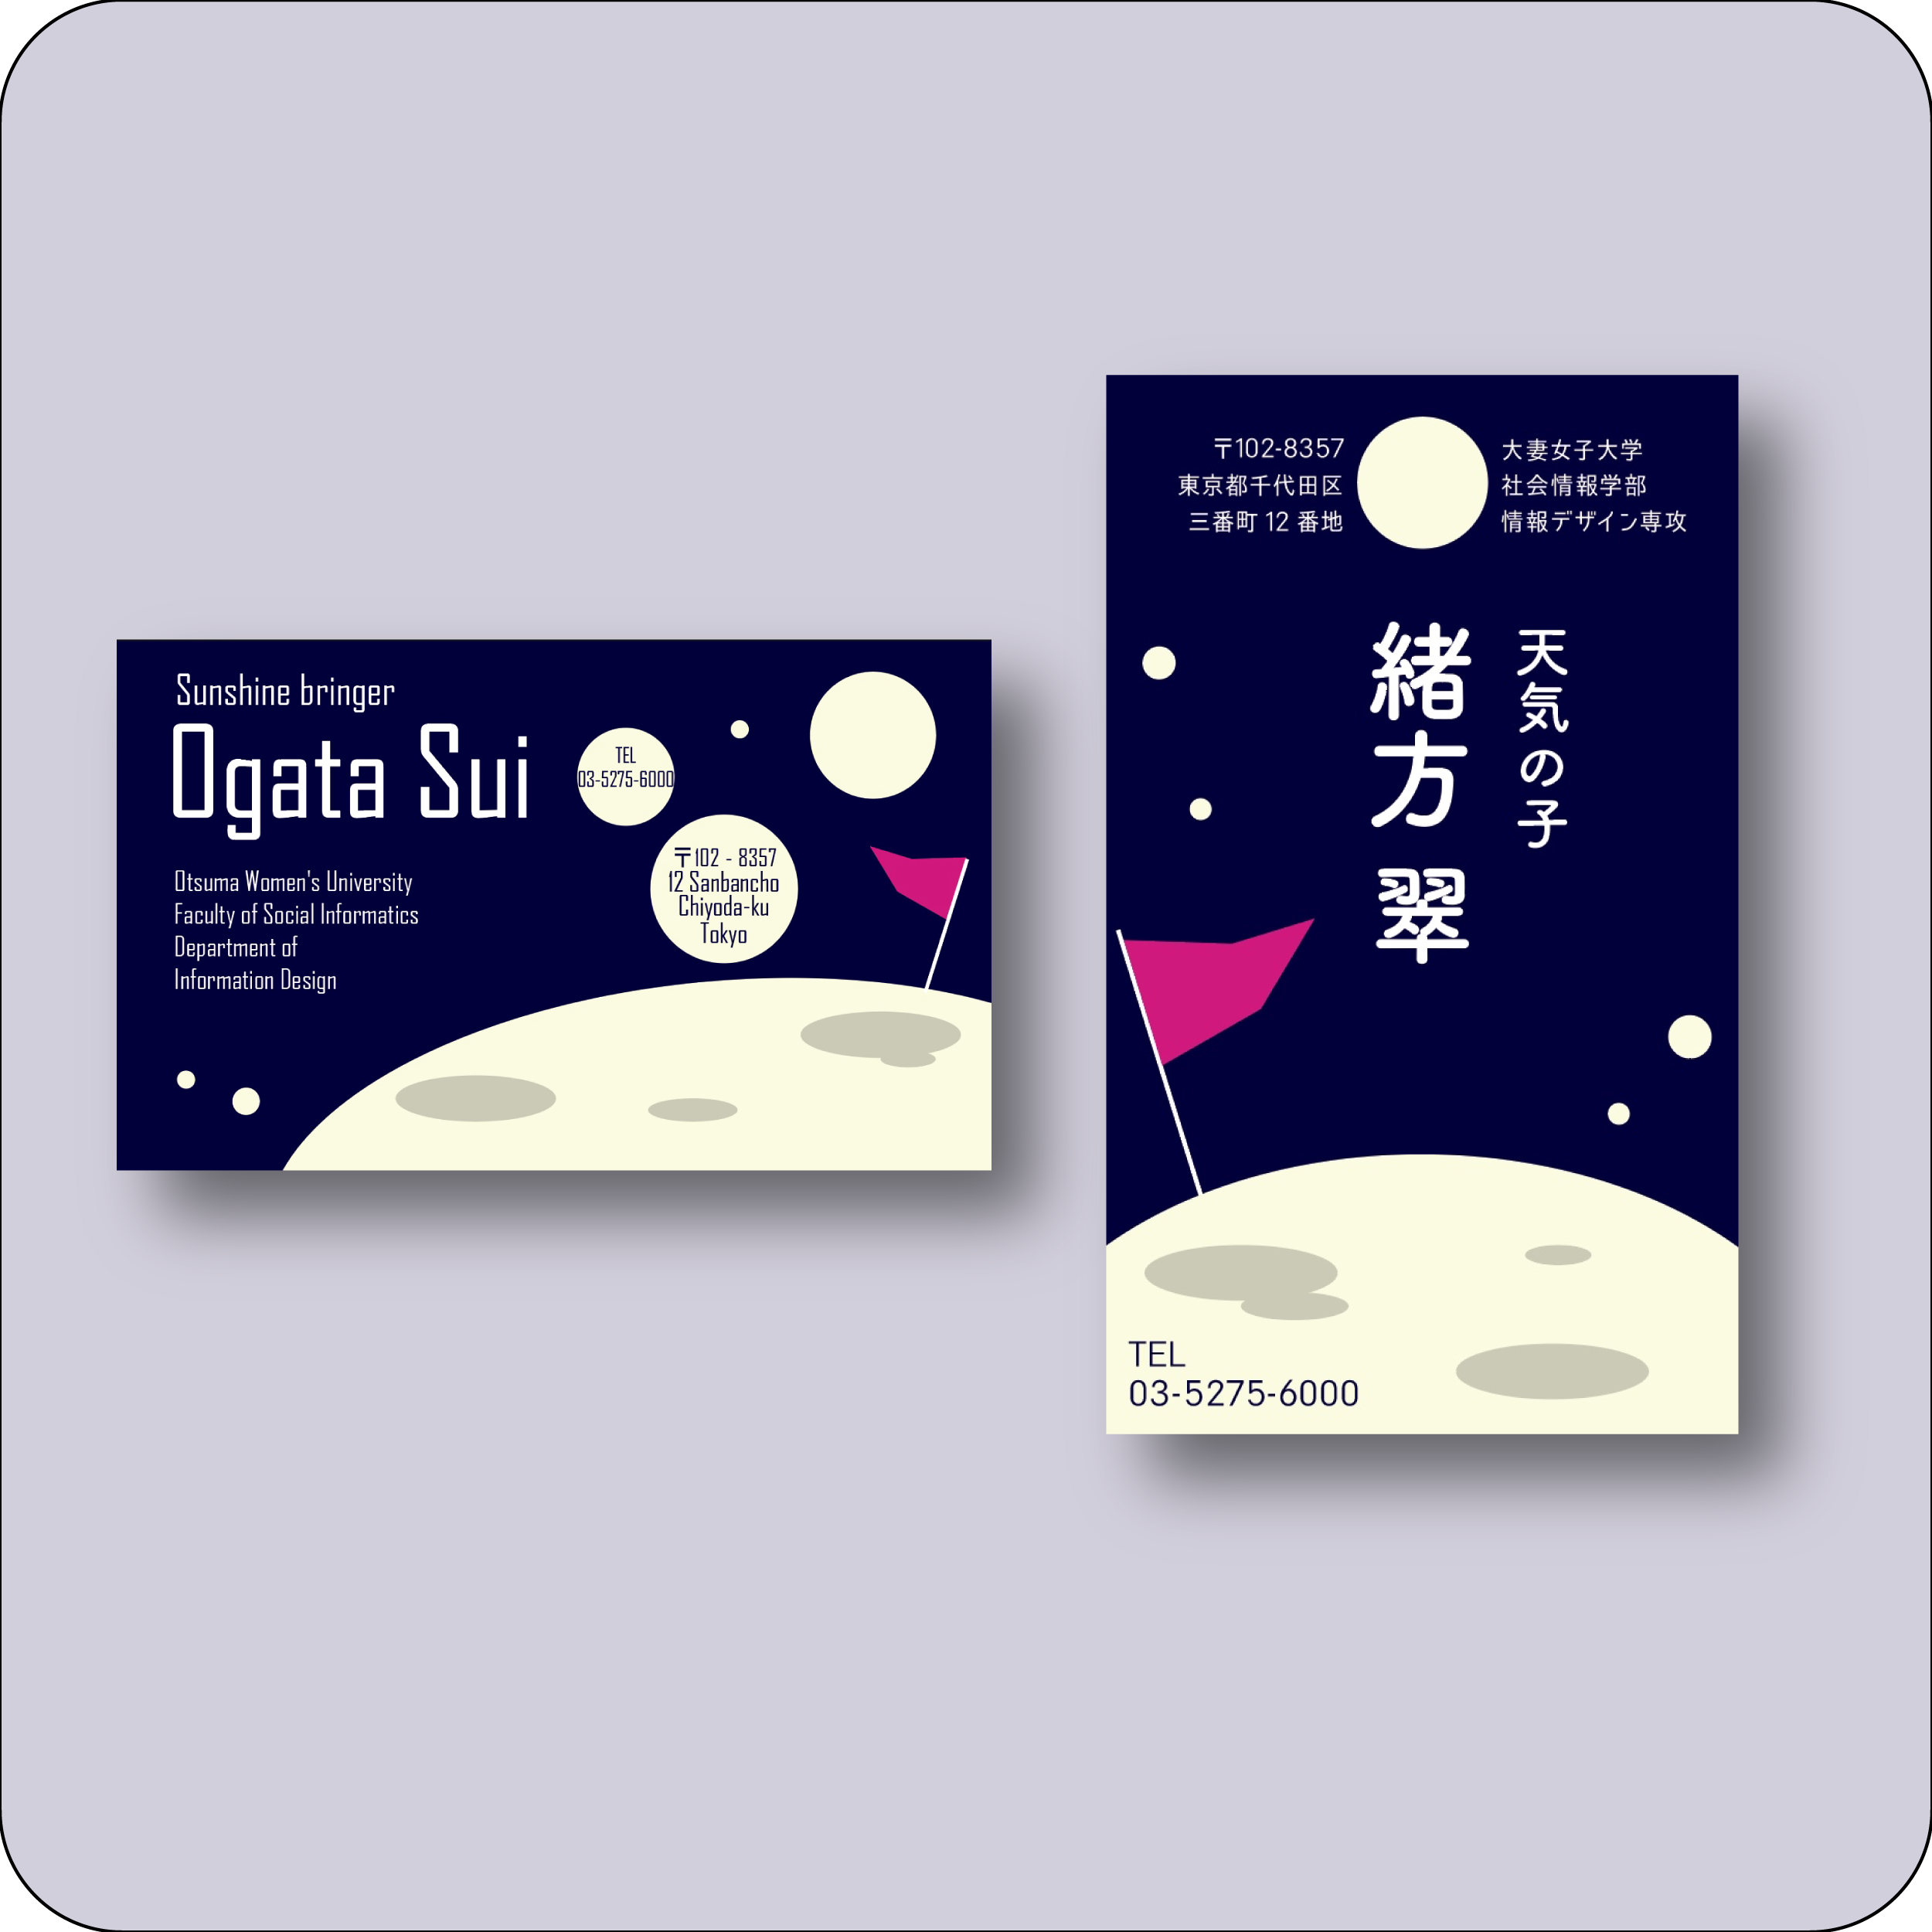 Sunshine bringer
Ogata Sui
TEL
03-5275-6000
〒102 - 8357
12 Sanbancho
Chiyoda-ku
Tokyo
Otsuma Women's University
Faculty of Social Informatics
Department of
Information Design
〒102-8357
東京都千代田区
三番町 12 番地
大妻女子大学
社会情報学部
情報デザイン専攻
天気の子
緒方 翠
TEL
03-5275-6000